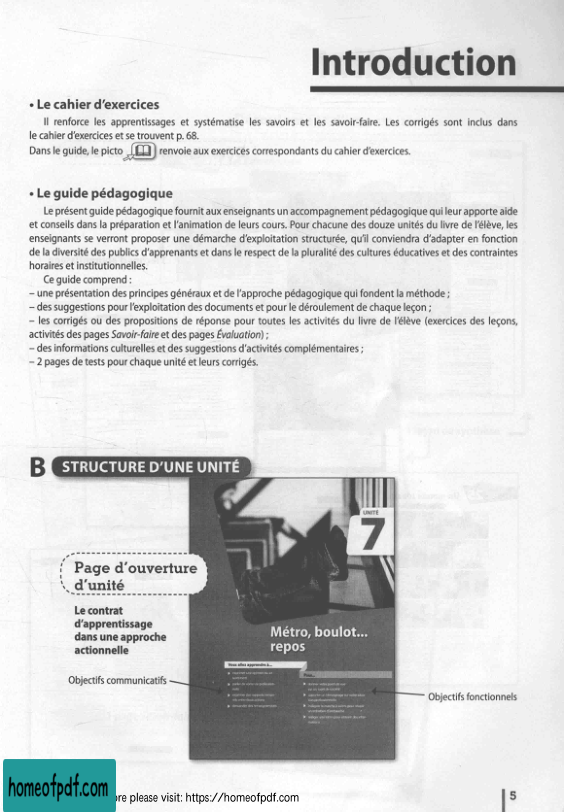 Introduction
• Le cahier d'exercices
Il renforce les apprentissages et systématise les savoirs et les savoir-faire. Les corrigés sont inclus dans
le cahier d'exercices et se trouvent p. 68.
Dans le guide, le picto renvoie aux exercices correspondants du cahier d'exercices.
• Le guide pédagogique
Le présent guide pédagogique fournit aux enseignants un accompagnement pédagogique qui leur apporte aide
et conseils dans la préparation et l'animation de leurs cours. Pour chacune des douze unités du livre de l'élève, les
enseignants se verront proposer une démarche d'exploitation structurée, qu'il conviendra d'adapter en fonction
de la diversité des publics d'apprenants et dans le respect de la pluralité des cultures éducatives et des contraintes
horaires et institutionnelles.
Ce guide comprend :
– une présentation des principes généraux et de l'approche pédagogique qui fondent la méthode ;
– des suggestions pour l'exploitation des documents et pour le déroulement de chaque leçon ;
– les corrigés ou des propositions de réponse pour toutes les activités du livre de l'élève (exercices des leçons,
activités des pages Savoir-faire et des pages Évaluation) ;
– des informations culturelles et des suggestions d'activités complémentaires ;
– 2 pages de tests pour chaque unité et leurs corrigés.
B STRUCTURE D'UNE UNITÉ
UNITÉ
7
Page d'ouverture
d'unité
Le contrat
d'apprentissage
dans une approche
actionnelle
Métro, boulot...
repos
Vous allez apprendre à...
Pour...
Objectifs communicatifs
Objectifs fonctionnels
homeofpdf.com
ore please visit: https://homeofpdf.com
5